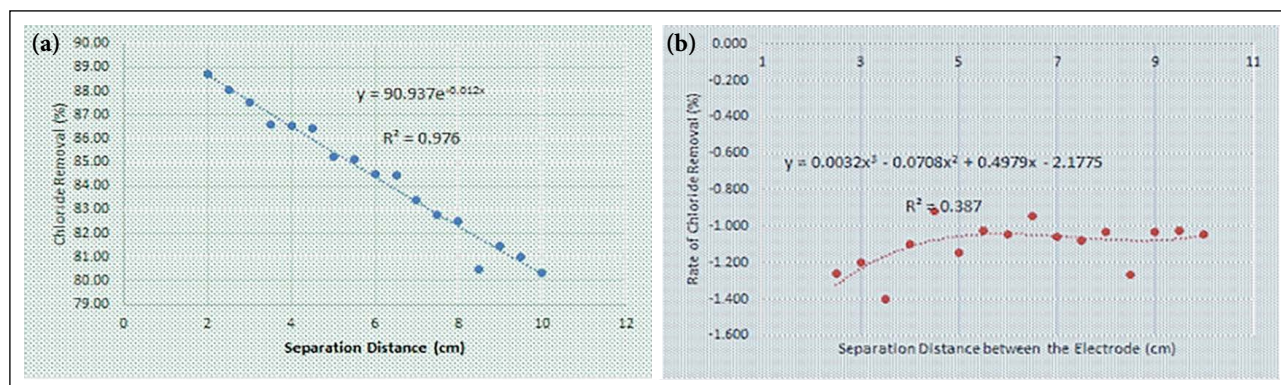 (a)
90.00
89.00
88.00
87.00
86.00
85.00
84.00
83.00
82.00
81.00
80.00
79.00
Chloride Removal (%)
y = 90.937e^-0.012x
R² = 0.976
0 2 4 6 8 10 12
Separation Distance (cm)
(b)
0.000
-0.200
-0.400
-0.600
-0.800
-1.000
-1.200
-1.400
-1.600
Rate of Chloride Removal (%)
1 3 5 7 9 11
y = 0.0032x³ - 0.0708x² + 0.4979x - 2.1775
R² = 0.387
Separation Distance between the Electrode (cm)